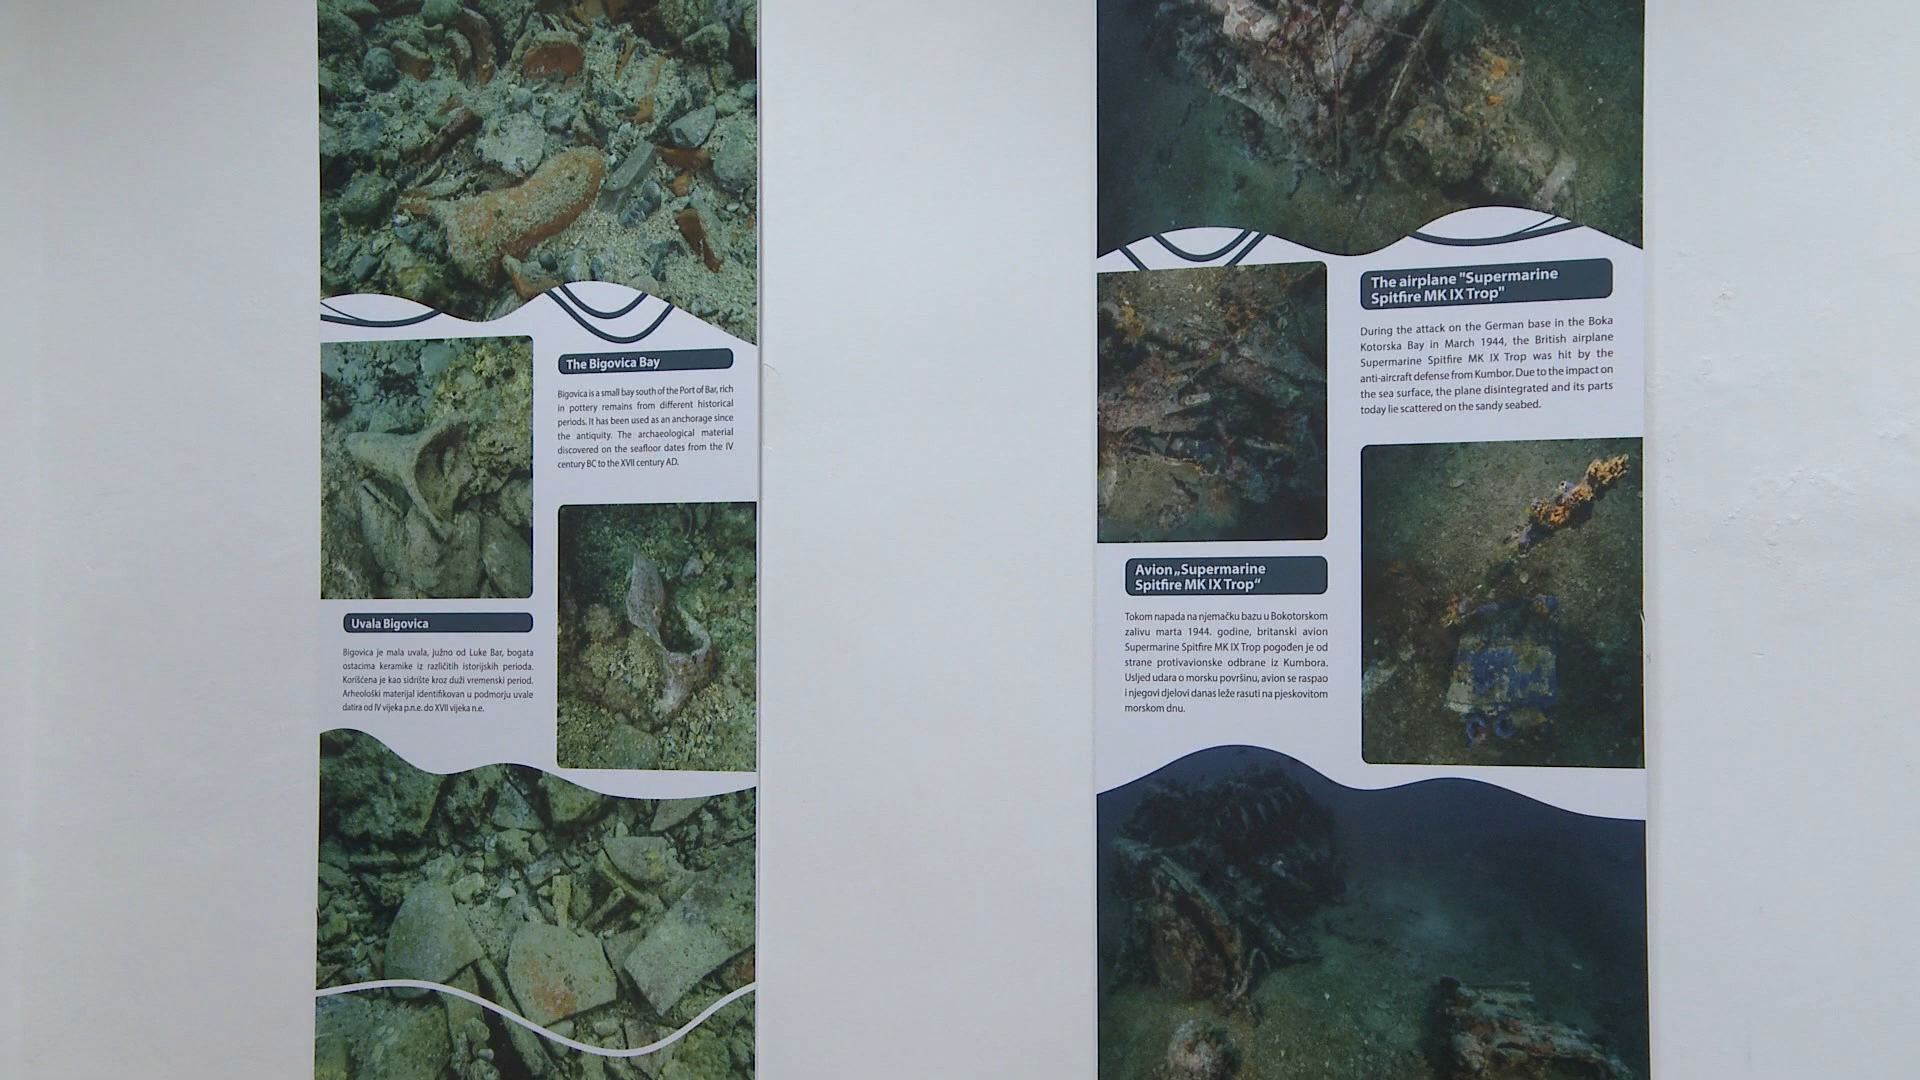 The Bigovica Bay
Bigovica is a small bay south of the Port of Bar, rich
in pottery remains from different historical
periods. It has been used as an anchorage since
the antiquity. The archaeological material
discovered on the seafloor dates from the IV
century BC to the XVII century AD.
Uvala Bigovica
Bigovica je mala uvala, južno od Luke Bar, bogata
ostacima keramike iz različitih istorijskih perioda.
Korišćena je kao sidrište kroz duži vremenski period.
Arheološki materijal identifikovan u podmorju uvale
datira od IV vijeka p.n.e. do XVII vijeka n.e.
The airplane "Supermarine
Spitfire MK IX Trop"
During the attack on the German base in the Boka
Kotorska Bay in March 1944, the British airplane
Supermarine Spitfire MK IX Trop was hit by the
anti-aircraft defense from Kumbor. Due to the impact on
the sea surface, the plane disintegrated and its parts
today lie scattered on the sandy seabed.
Avion „Supermarine
Spitfire MK IX Trop“
Tokom napada na njemačku bazu u Bokotorskom
zalivu marta 1944. godine, britanski avion
Supermarine Spitfire MK IX Trop pogođen je od
strane protivavionske odbrane iz Kumbora.
Usljed udara o morsku površinu, avion se raspao
i njegovi djelovi danas leže rasuti na pjeskovitom
morskom dnu.